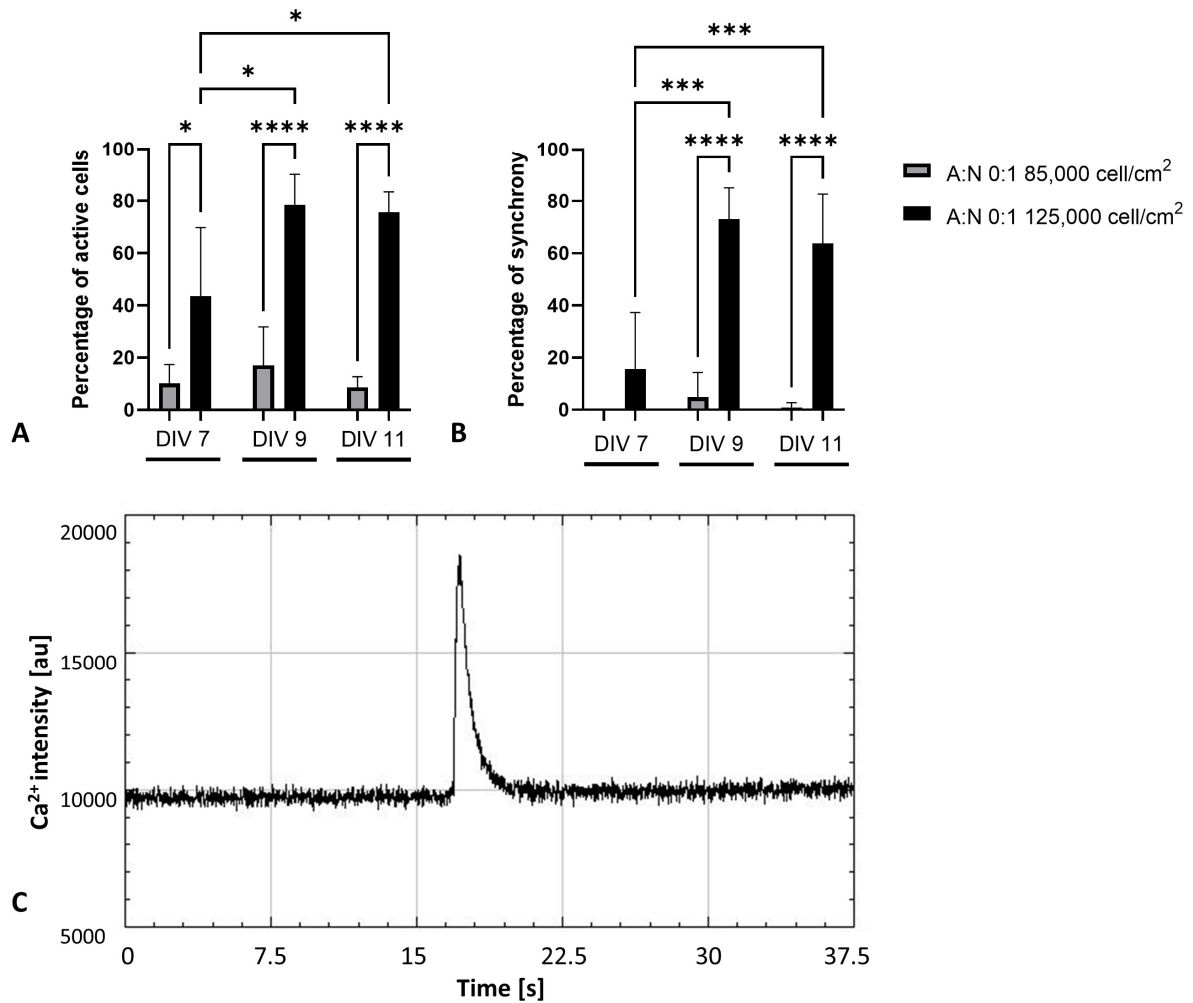 *
***
*
***
*
****
****
****
****
Percentage of active cells
100
80
60
40
20
0
DIV 7
DIV 9
DIV 11
A
Percentage of synchrony
100
80
60
40
20
0
DIV 7
DIV 9
DIV 11
B
A:N 0:1 85,000 cell/cm²
A:N 0:1 125,000 cell/cm²
Ca²⁺ intensity [au]
20000
15000
10000
5000
C
0
7.5
15
22.5
30
37.5
Time [s]